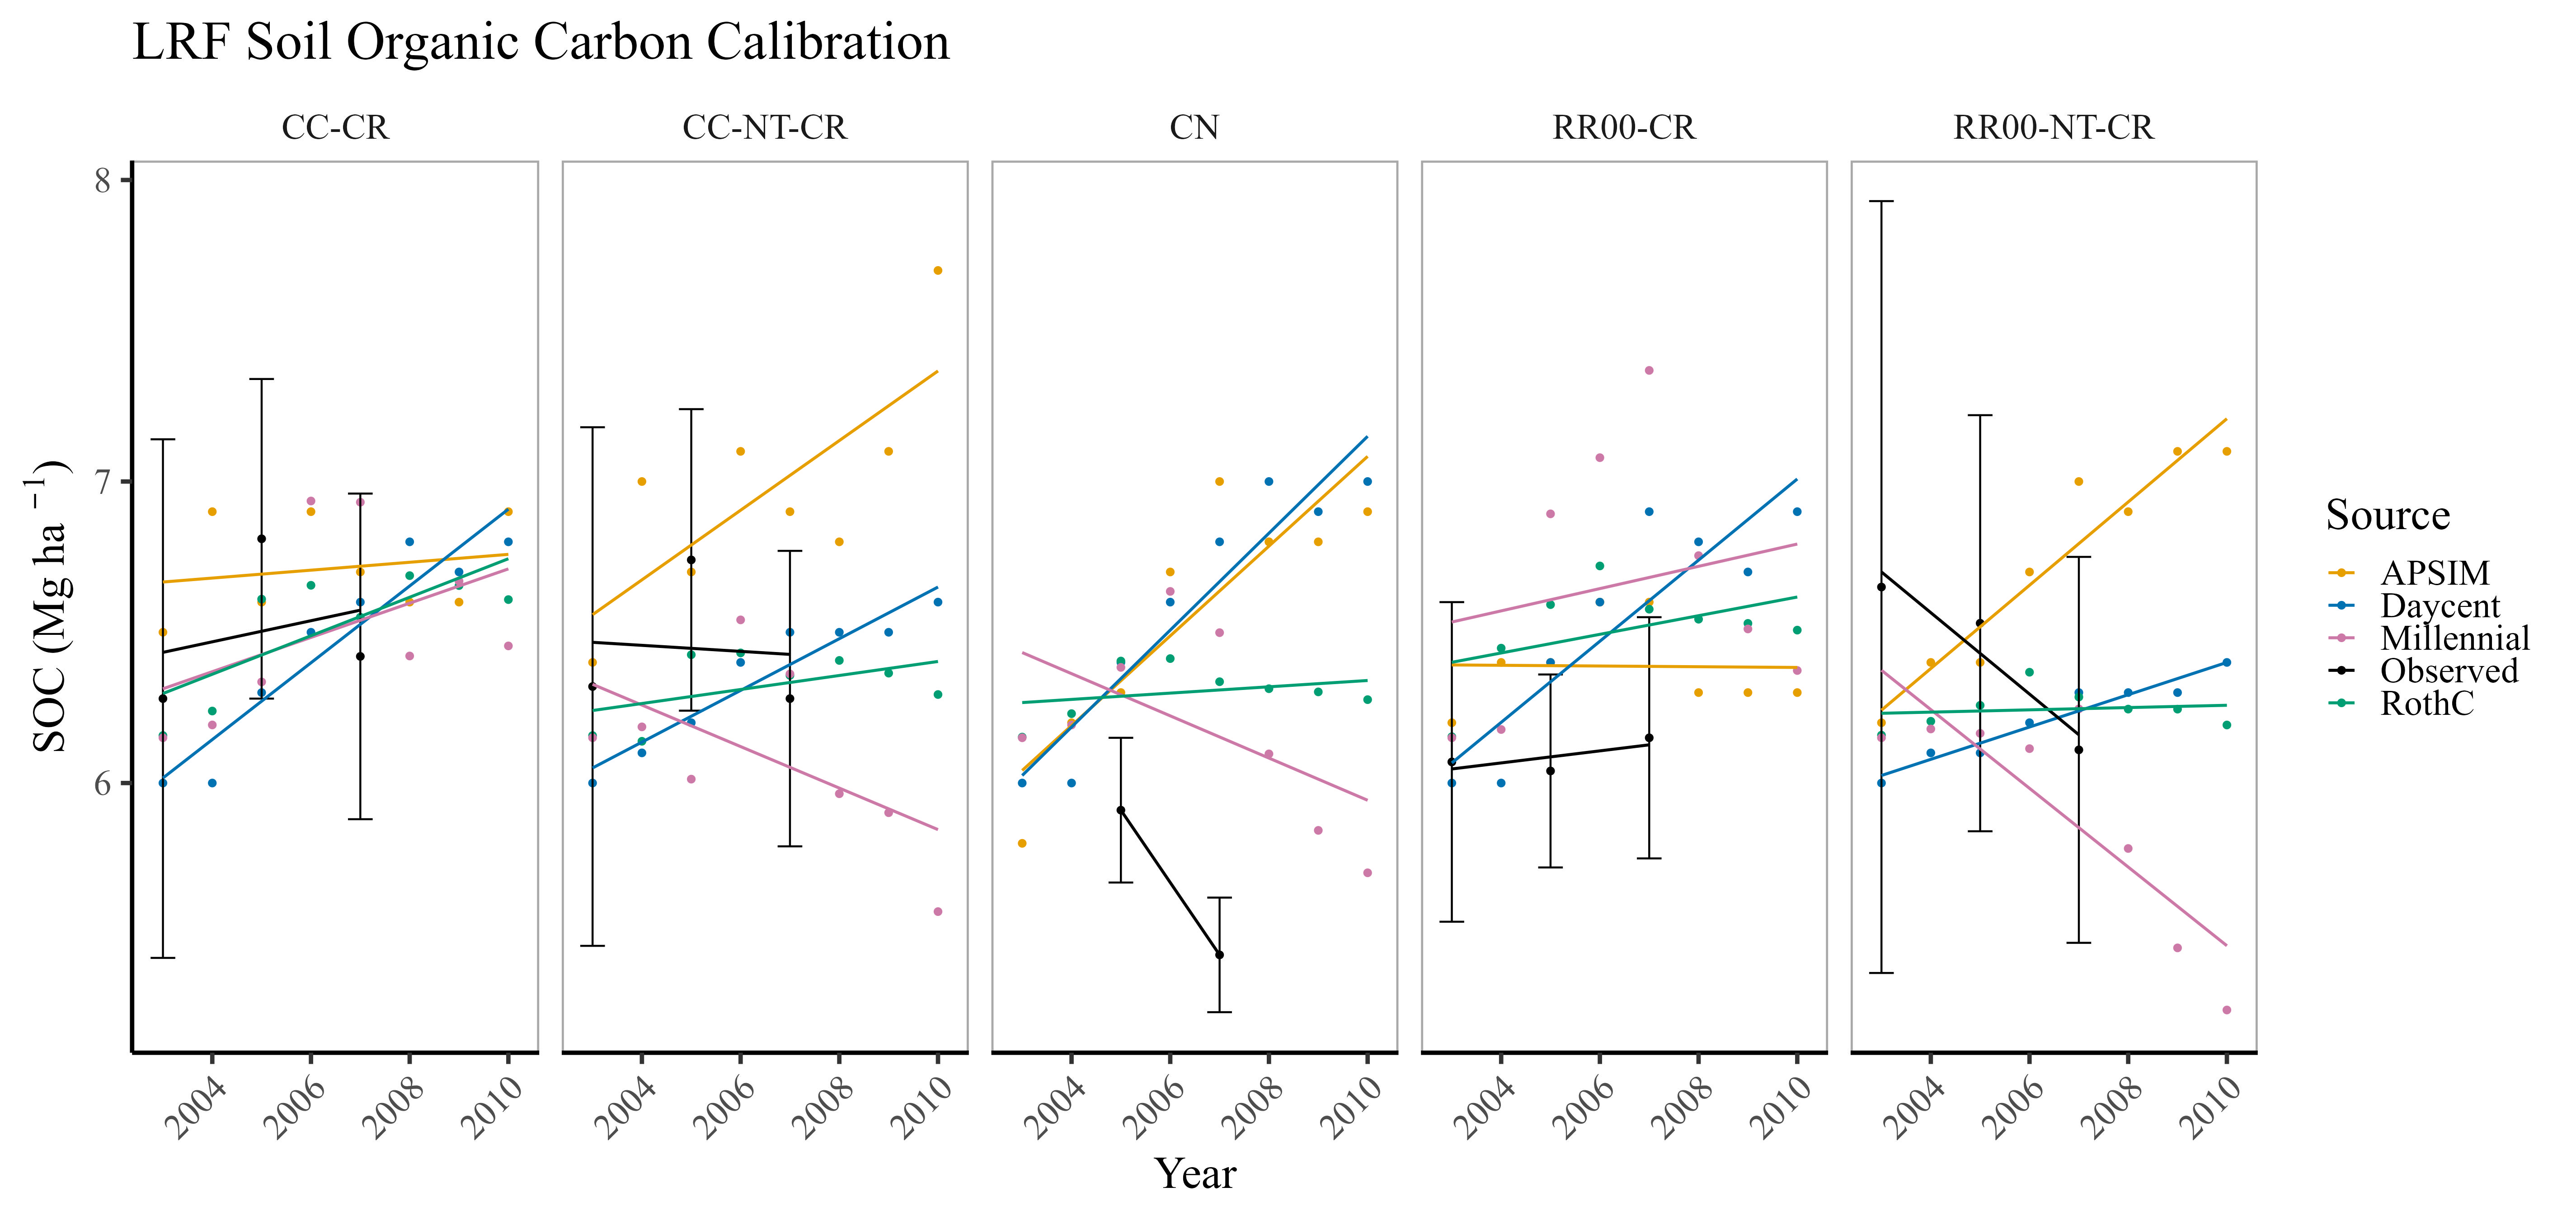 LRF Soil Organic Carbon Calibration
CC-CR
CC-NT-CR
CN
RR00-CR
RR00-NT-CR
SOC (Mg ha −1)
8
7
6
2004 2006 2008 2010
2004 2006 2008 2010
2004 2006 2008 2010
2004 2006 2008 2010
2004 2006 2008 2010
Year
Source
APSIM
Daycent
Millennial
Observed
RothC